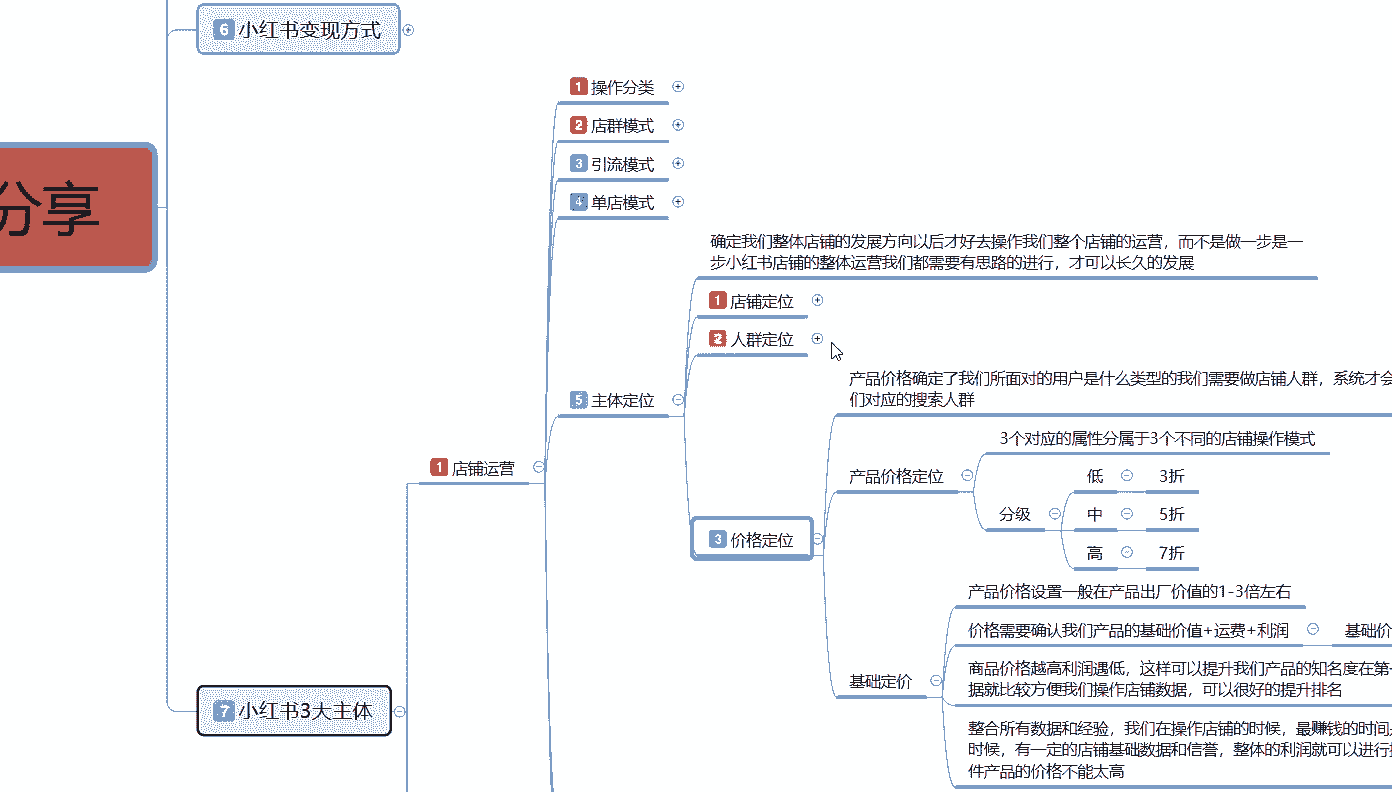 6 小红书变现方式
1 操作分类
2 店群模式
3 引流模式
4 单店模式
分享
确定我们整体店铺的发展方向以后才好去操作我们整个店铺的运营，而不是做一步是一
步小红书店铺的整体运营我们都需要有思路的进行，才可以长久的发展
1 店铺定位
2 人群定位
产品价格确定了我们所面对的用户是什么类型的我们需要做店铺人群，系统才会
们对应的搜索人群
5 主体定位
3个对应的属性分属于3个不同的店铺操作模式
1 店铺运营
产品价格定位
低 3折
分级
中 5折
高 7折
3 价格定位
产品价格设置一般在产品出厂价值的1-3倍左右
价格需要确认我们产品的基础价值+运费+利润
基础价
商品价格越高利润遇低，这样可以提升我们产品的知名度在第一
据就比较方便我们操作店铺数据，可以很好的提升排名
基础定价
7 小红书3大主体
整合所有数据和经验，我们在操作店铺的时候，最赚钱的时间
时候，有一定的店铺基础数据和信誉，整体的利润就可以进行
件产品的价格不能太高